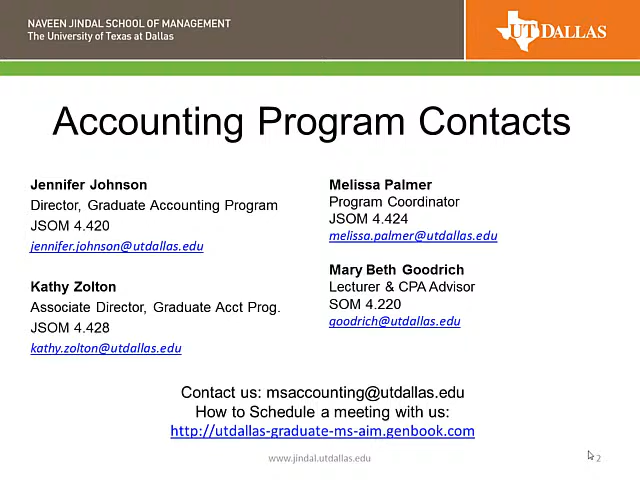 NAVEEN JINDAL SCHOOL OF MANAGEMENT
The University of Texas at Dallas
UT DALLAS
Accounting Program Contacts
Jennifer Johnson
Director, Graduate Accounting Program
JSOM 4.420
jennifer.johnson@utdallas.edu
Kathy Zolton
Associate Director, Graduate Acct Prog.
JSOM 4.428
kathy.zolton@utdallas.edu
Melissa Palmer
Program Coordinator
JSOM 4.424
melissa.palmer@utdallas.edu
Mary Beth Goodrich
Lecturer & CPA Advisor
SOM 4.220
goodrich@utdallas.edu
Contact us: msaccounting@utdallas.edu
How to Schedule a meeting with us:
http://utdallas-graduate-ms-aim.genbook.com
www.jindal.utdallas.edu
2